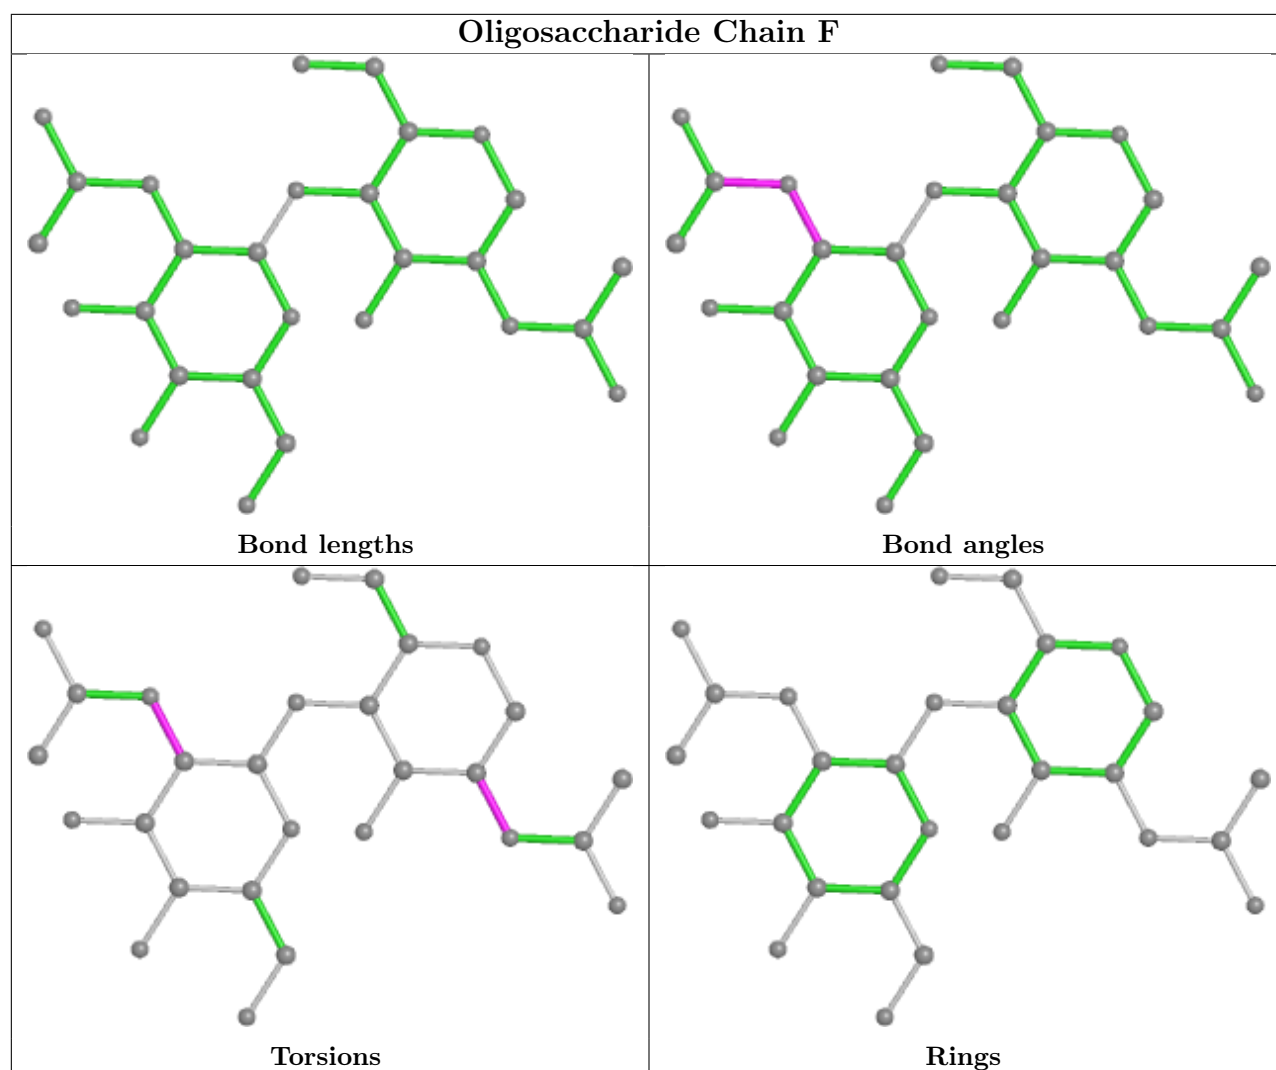 Oligosaccharide Chain F
Bond lengths
Bond angles
Torsions
Rings